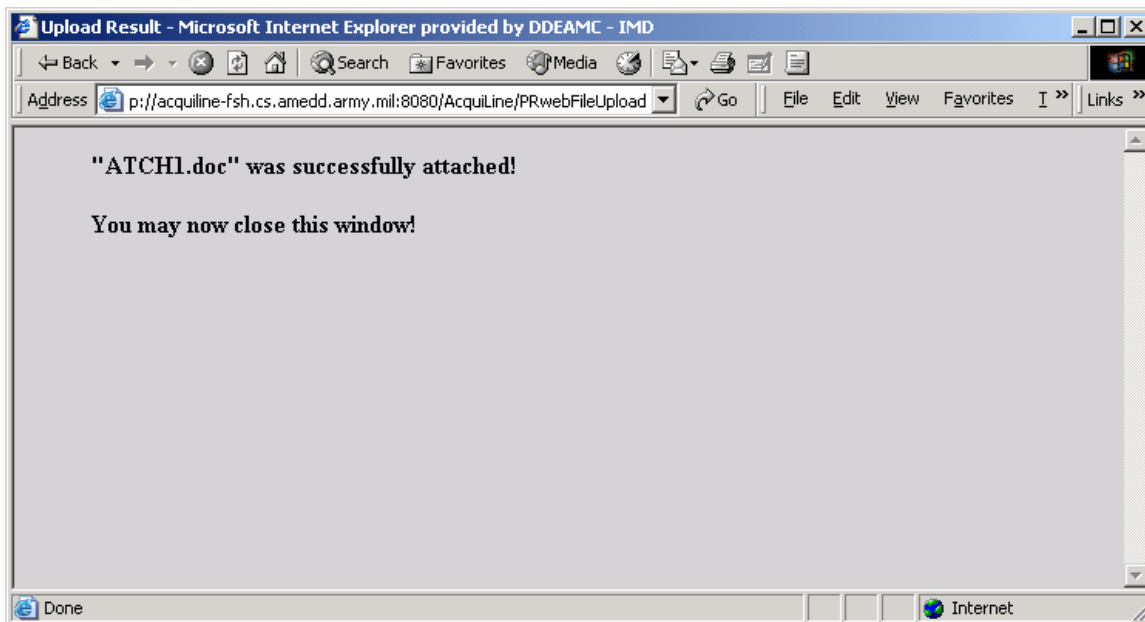 Upload Result - Microsoft Internet Explorer provided by DDEAMC - IMD
Back Search Favorites Media
Address p://acquiline-fsh.cs.amedd.army.mil:8080/AcquiLine/PRwebFileUpload Go File Edit View Favorites T » Links »
"ATCH1.doc" was successfully attached!
You may now close this window!
Done Internet